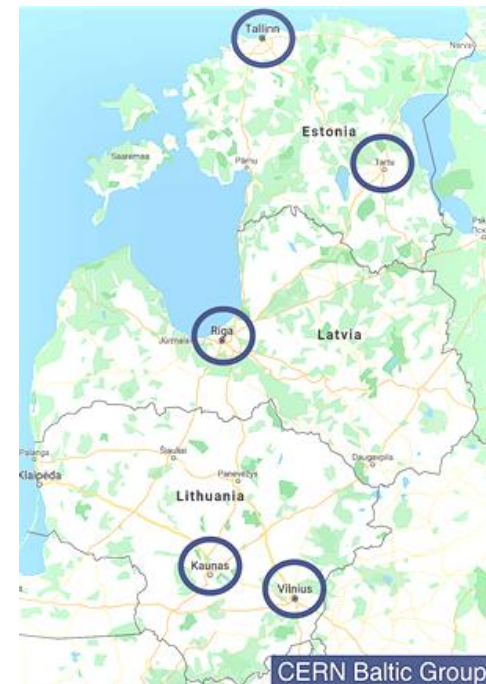 Tallinn
Narva
Estonia
Saaremaa
Pärnu
Tartu
Riga
Jūrmala
Latvia
Palanga
Šiauliai
Daugavpils
Klaipėda
Panevėžys
Lithuania
Kaunas
Vilnius
CERN Baltic Group